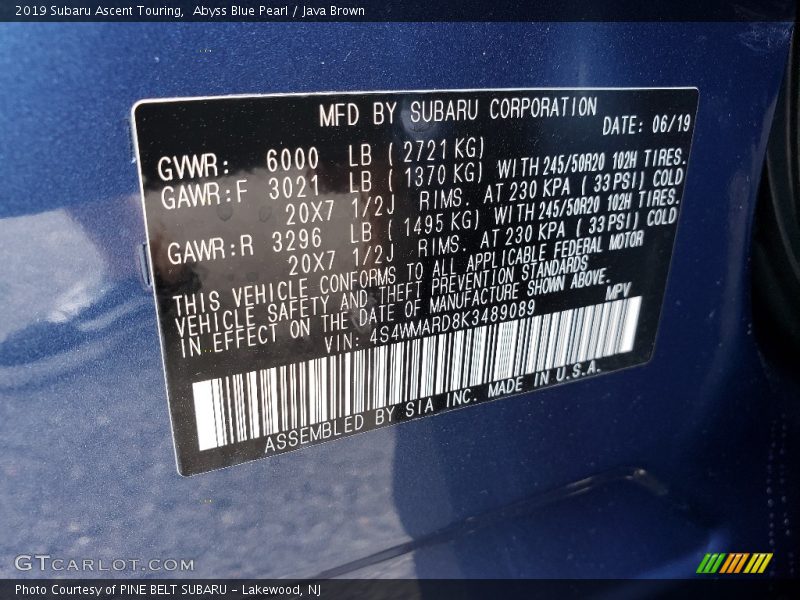 2019 Subaru Ascent Touring, Abyss Blue Pearl / Java Brown
MFD BY SUBARU CORPORATION
DATE: 06/19
GVWR: 6000 LB ( 2721 KG)
GAWR:F 3021 LB ( 1370 KG) WITH 245/50R20 102H TIRES.
20X7 1/2J RIMS. AT 230 KPA ( 33PSI) COLD
GAWR:R 3296 LB ( 1495 KG) WITH 245/50R20 102H TIRES.
20X7 1/2J RIMS. AT 230 KPA ( 33PSI) COLD
THIS VEHICLE CONFORMS TO ALL APPLICABLE FEDERAL MOTOR
VEHICLE SAFETY AND THEFT PREVENTION STANDARDS
IN EFFECT ON THE DATE OF MANUFACTURE SHOWN ABOVE.
VIN: 4S4WMARD8K3489089 MPV
ASSEMBLED BY SIA INC. MADE IN U.S.A.
GTCARLOT.COM
Photo Courtesy of PINE BELT SUBARU - Lakewood, NJ